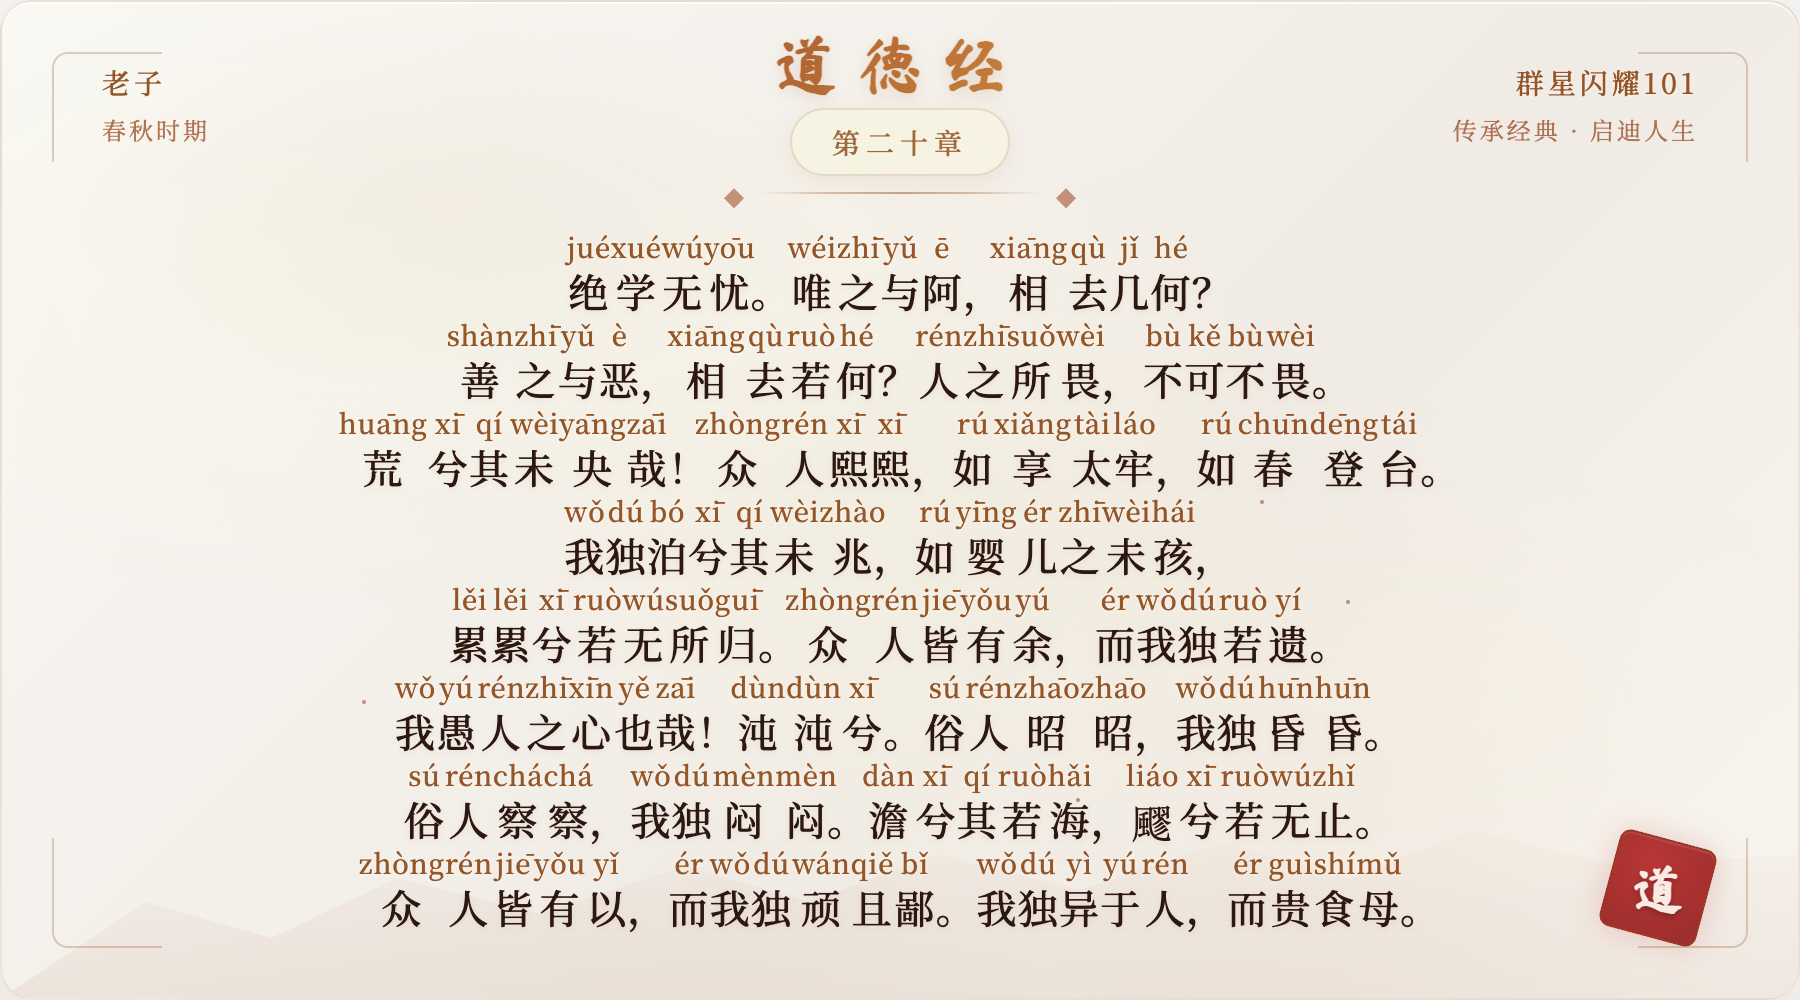 道德经
老子
春秋时期
群星闪耀101
传承经典 · 启迪人生
第二十章
juéxuéwúyōu wéizhīyǔ ē xiāngqù jǐ hé
绝学无忧。唯之与阿，相去几何？
shànzhīyǔ è xiāngqùruòhé rénzhīsuǒwèi bù kě bùwèi
善之与恶，相去若何？人之所畏，不可不畏。
huāng xī qí wèiyāngzāi zhòngrén xī xī rú xiǎngtàiláo rú chūndēngtái
荒兮其未央哉！众人熙熙，如享太牢，如春登台。
wǒdú bó xī qí wèizhào rú yīng ér zhīwèihái
我独泊兮其未兆，如婴儿之未孩，
lěi lěi xī ruòwúsuǒguī zhòngrénjiēyǒuyú ér wǒdúruò yí
累累兮若无所归。众人皆有余，而我独若遗。
wǒyúrénzhīxīnyě zāi dùndùn xī sú rénzhāozhāo wǒdúhūnhūn
我愚人之心也哉！沌沌兮。俗人昭昭，我独昏昏。
sú réncháchá wǒdúmènmèn dàn xī qí ruòhǎi liáo xī ruòwúzhǐ
俗人察察，我独闷闷。澹兮其若海，飂兮若无止。
zhòngrénjiēyǒu yǐ ér wǒdúwánqiě bǐ wǒdú yì yúrén ér guìshímǔ
众人皆有以，而我独顽且鄙。我独异于人，而贵食母。
道